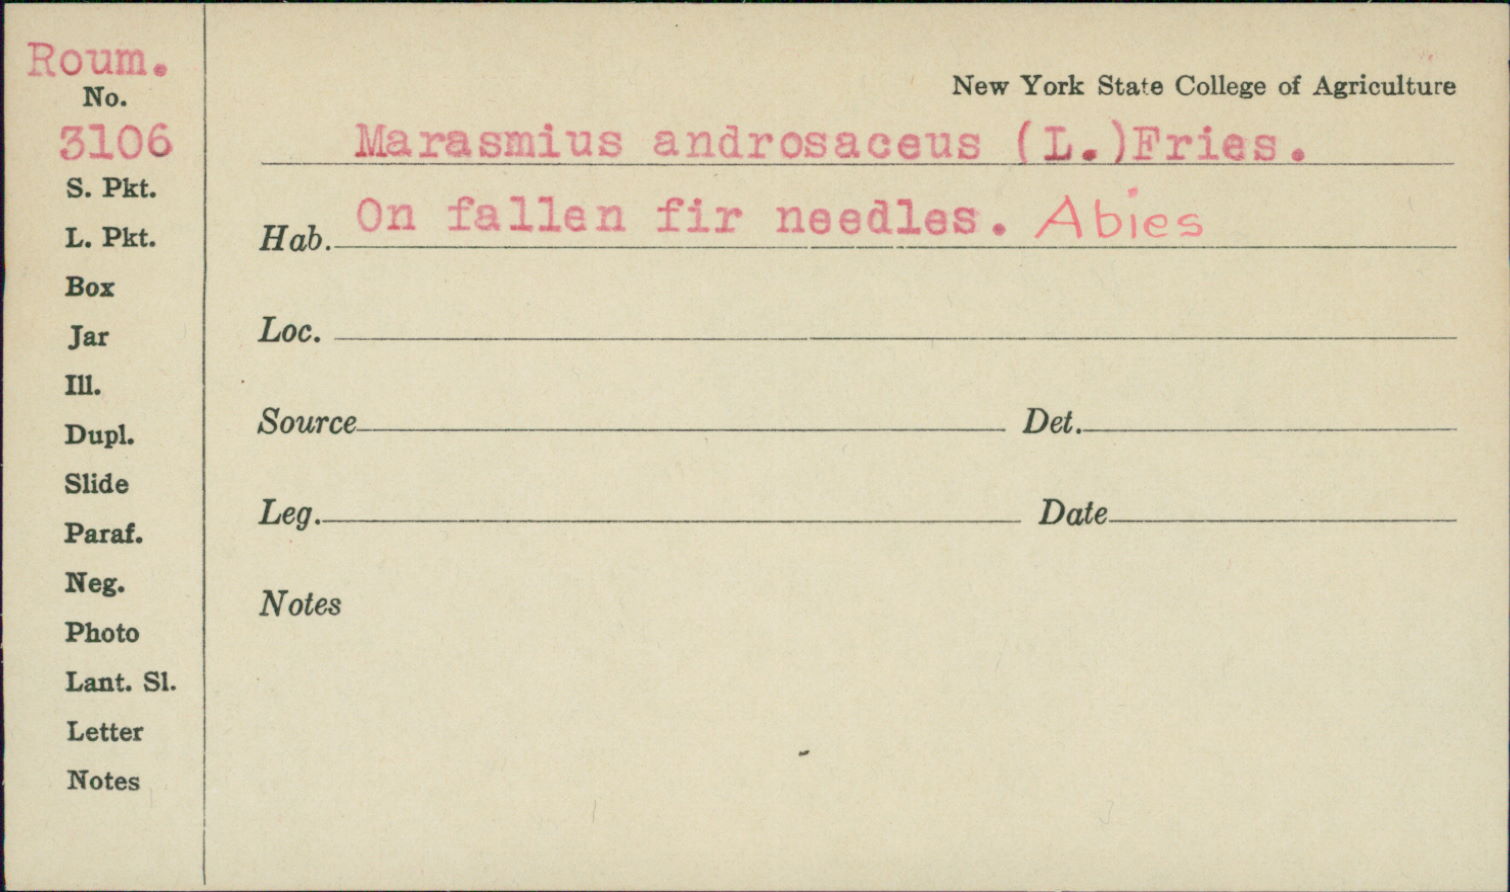 Roum.
No.
3106
S. Pkt.
L. Pkt.
Box
Jar
Ill.
Dupl.
Slide
Paraf.
Neg.
Photo
Lant. Sl.
Letter
Notes
New York State College of Agriculture
Marasmius androsaceus (L.)Fries.
Hab. On fallen fir needles. Abies
Loc.
Source Det.
Leg. Date
Notes